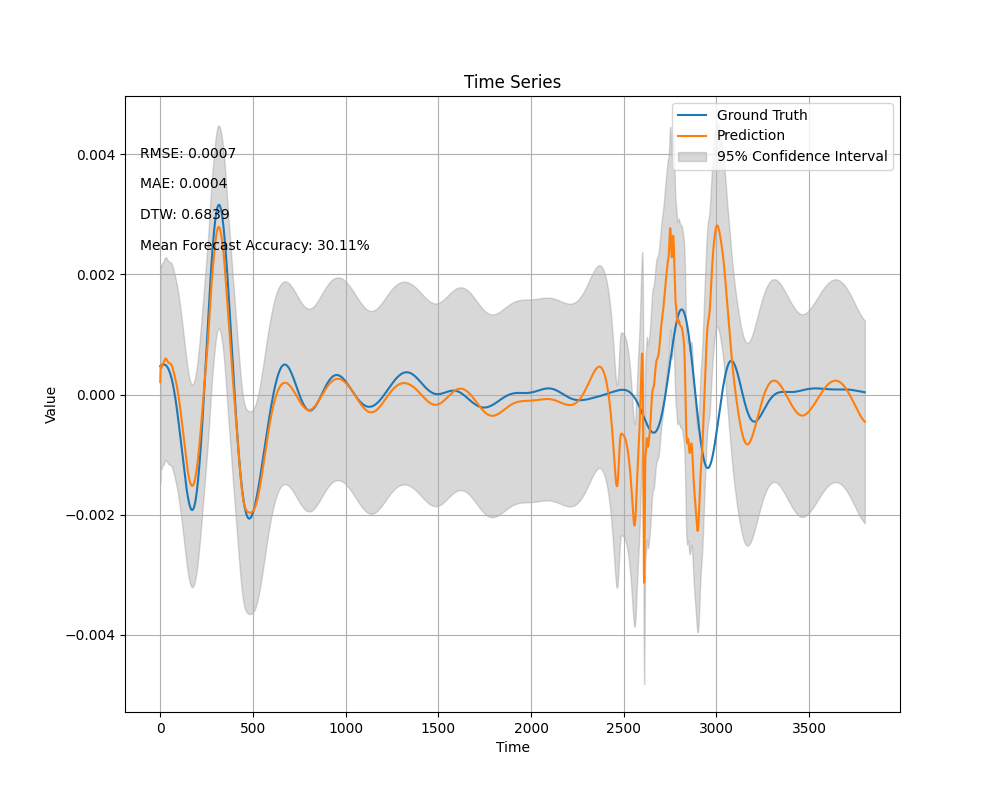 Time Series
Ground Truth
Prediction
95% Confidence Interval
RMSE: 0.0007
MAE: 0.0004
DTW: 0.6839
Mean Forecast Accuracy: 30.11%
Value
0.004
0.002
0.000
−0.002
−0.004
0 500 1000 1500 2000 2500 3000 3500
Time